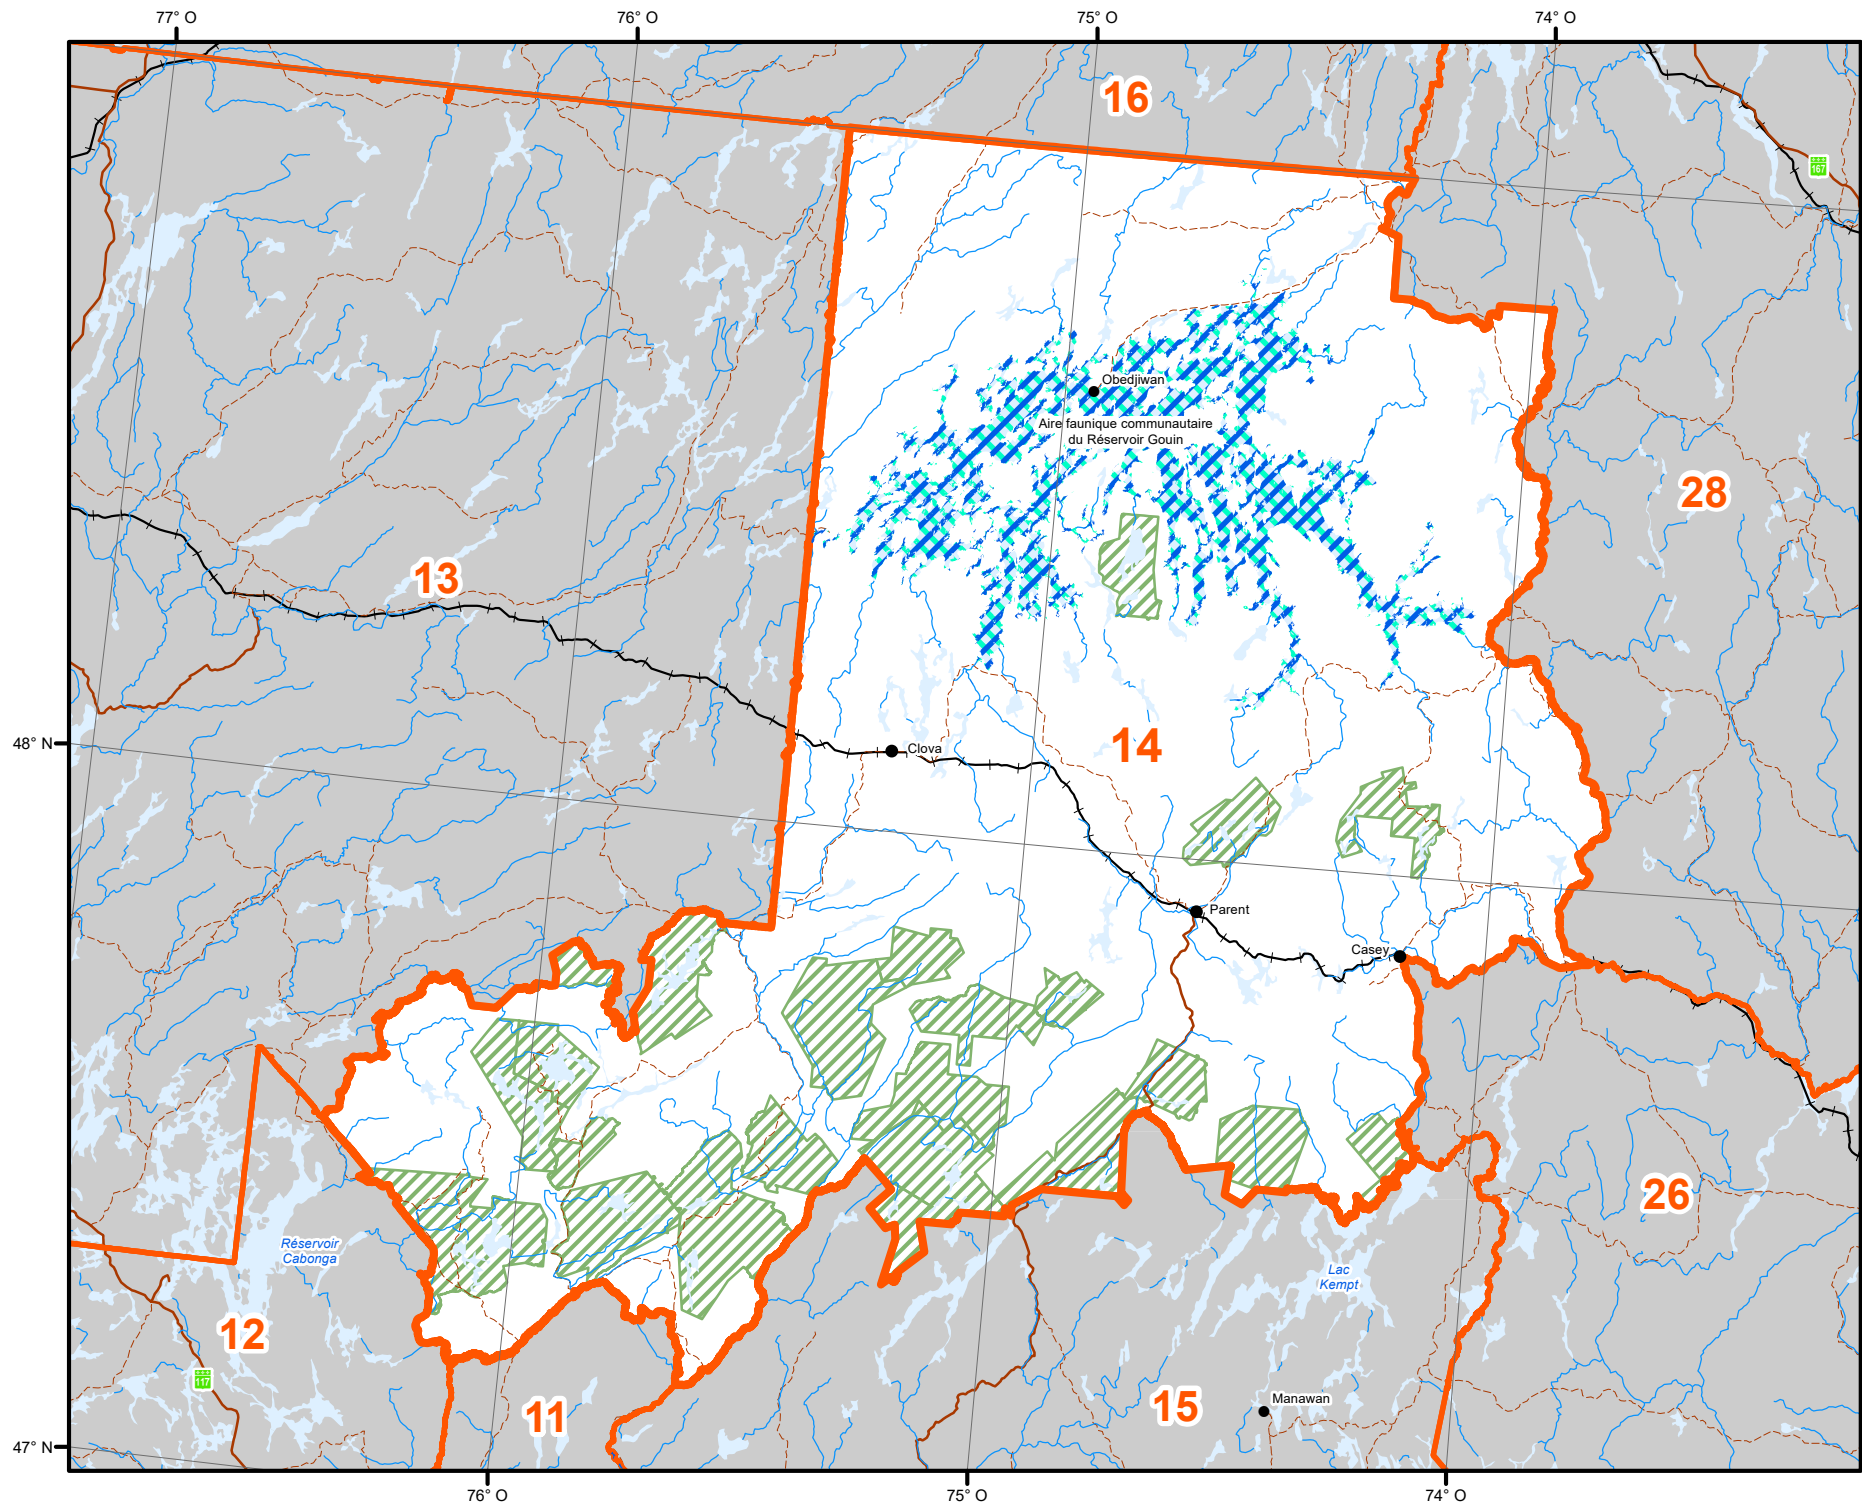 77° O
76° O
75° O
74° O
16
167
Obedjiwan
Aire faunique communautaire
du Réservoir Gouin
28
13
14
48° N
Clova
Parent
Casey
26
Réservoir
Cabonga
Lac
Kempt
12
117
11
15
Manawan
47° N
76° O
75° O
74° O